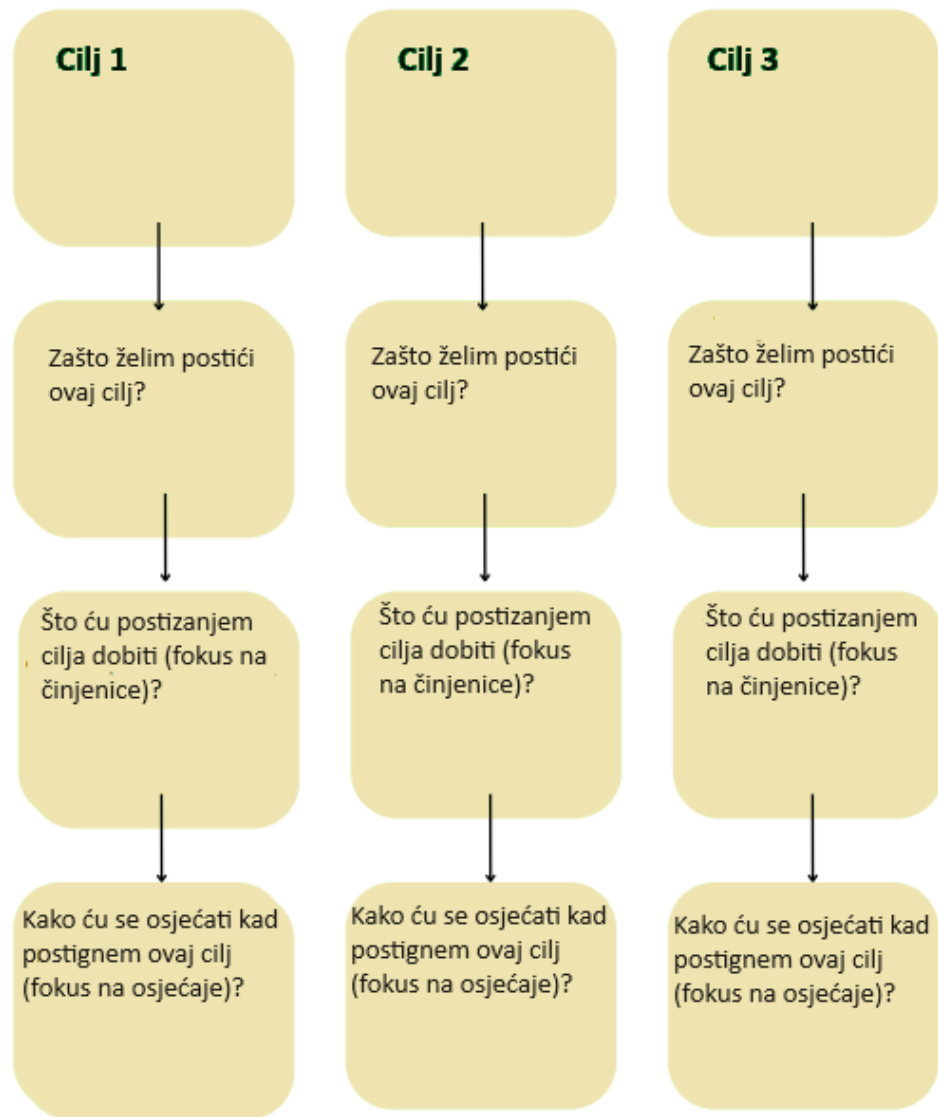 Cilj 1
Cilj 2
Cilj 3
Zašto želim postići
ovaj cilj?
Zašto želim postići
ovaj cilj?
Zašto želim postići
ovaj cilj?
Što ću postizanjem
cilja dobiti (fokus na
činjenice)?
Što ću postizanjem
cilja dobiti (fokus
na činjenice)?
Što ću postizanjem
cilja dobiti (fokus
na činjenice)?
Kako ću se osjećati kad
postignem ovaj cilj
(fokus na osjećaje)?
Kako ću se osjećati kad
postignem ovaj cilj
(fokus na osjećaje)?
Kako ću se osjećati kad
postignem ovaj cilj
(fokus na osjećaje)?